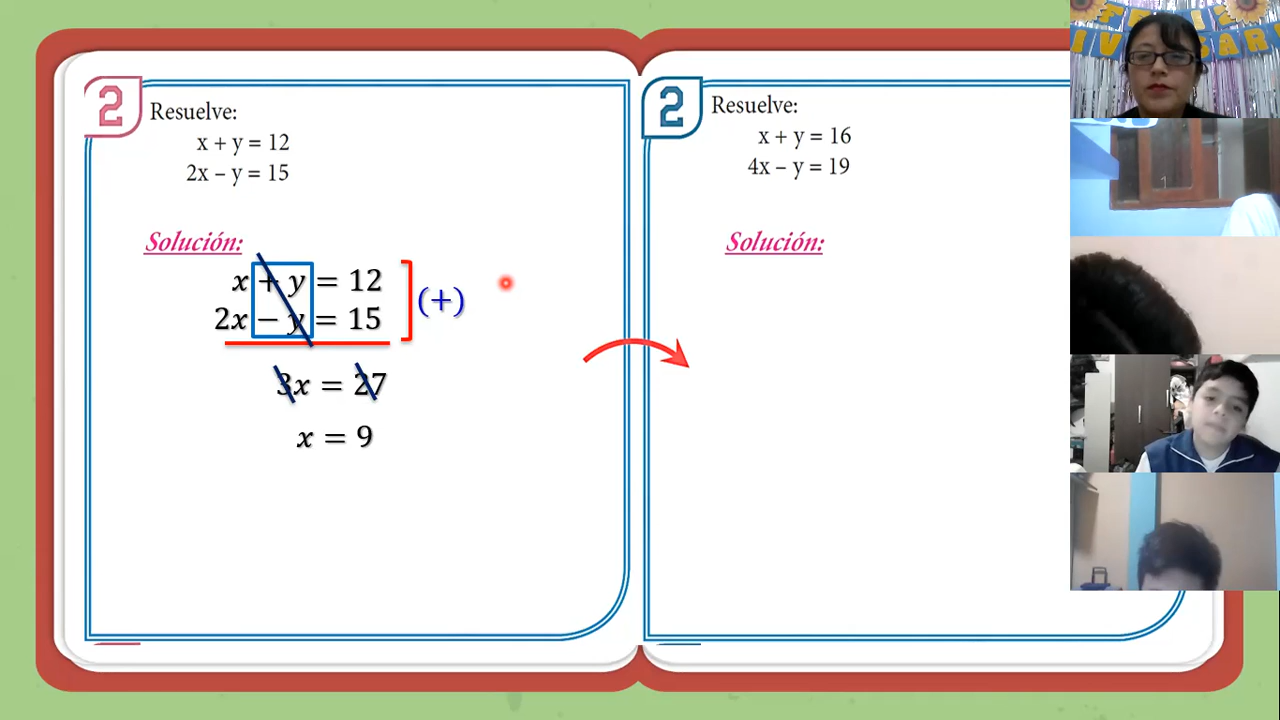 2
Resuelve:
x + y = 12
2x – y = 15
Solución:
x + y = 12
2x − y = 15
(+)
3x = 27
x = 9
2
Resuelve:
x + y = 16
4x – y = 19
Solución: